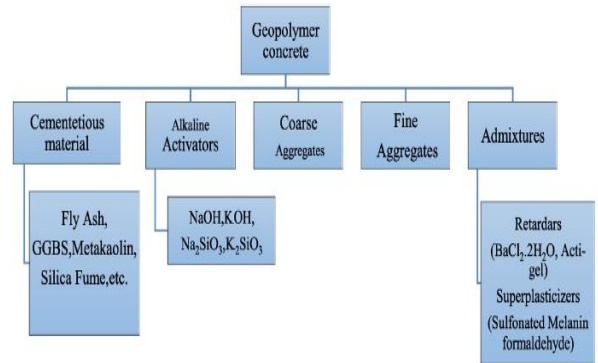 Geopolymer
concrete
Cementetious
material
Alkaline
Activators
Coarse
Aggregates
Fine
Aggregates
Admixtures
Fly Ash,
GGBS,Metakaolin,
Silica Fume,etc.
NaOH,KOH,
Na₂SiO₃,K₂SiO₃
Retardars
(BaCl₂.2H₂O, Acti-
gel)
Superplasticizers
(Sulfonated Melanin
formaldehyde)